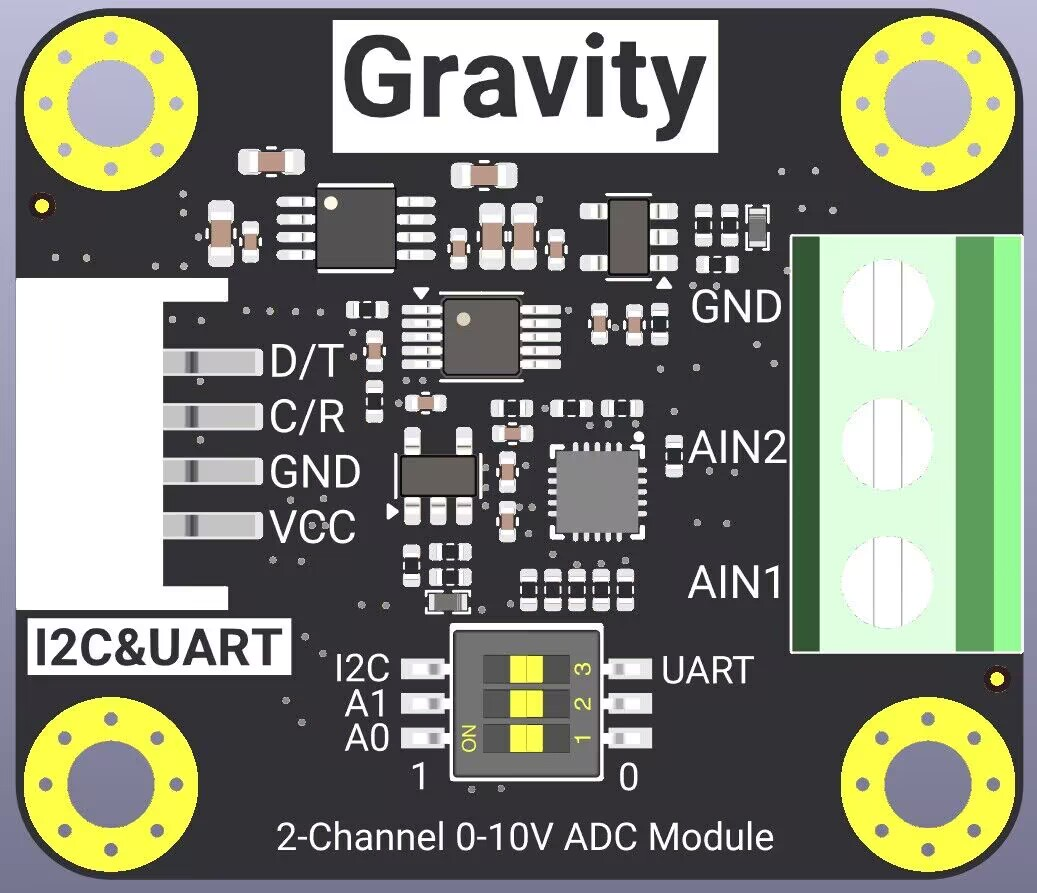 Gravity
GND
D/T
C/R
AIN2
GND
VCC
AIN1
I2C&UART
I2C
3
UART
A1
2
A0
ON
1
1
0
2-Channel 0-10V ADC Module